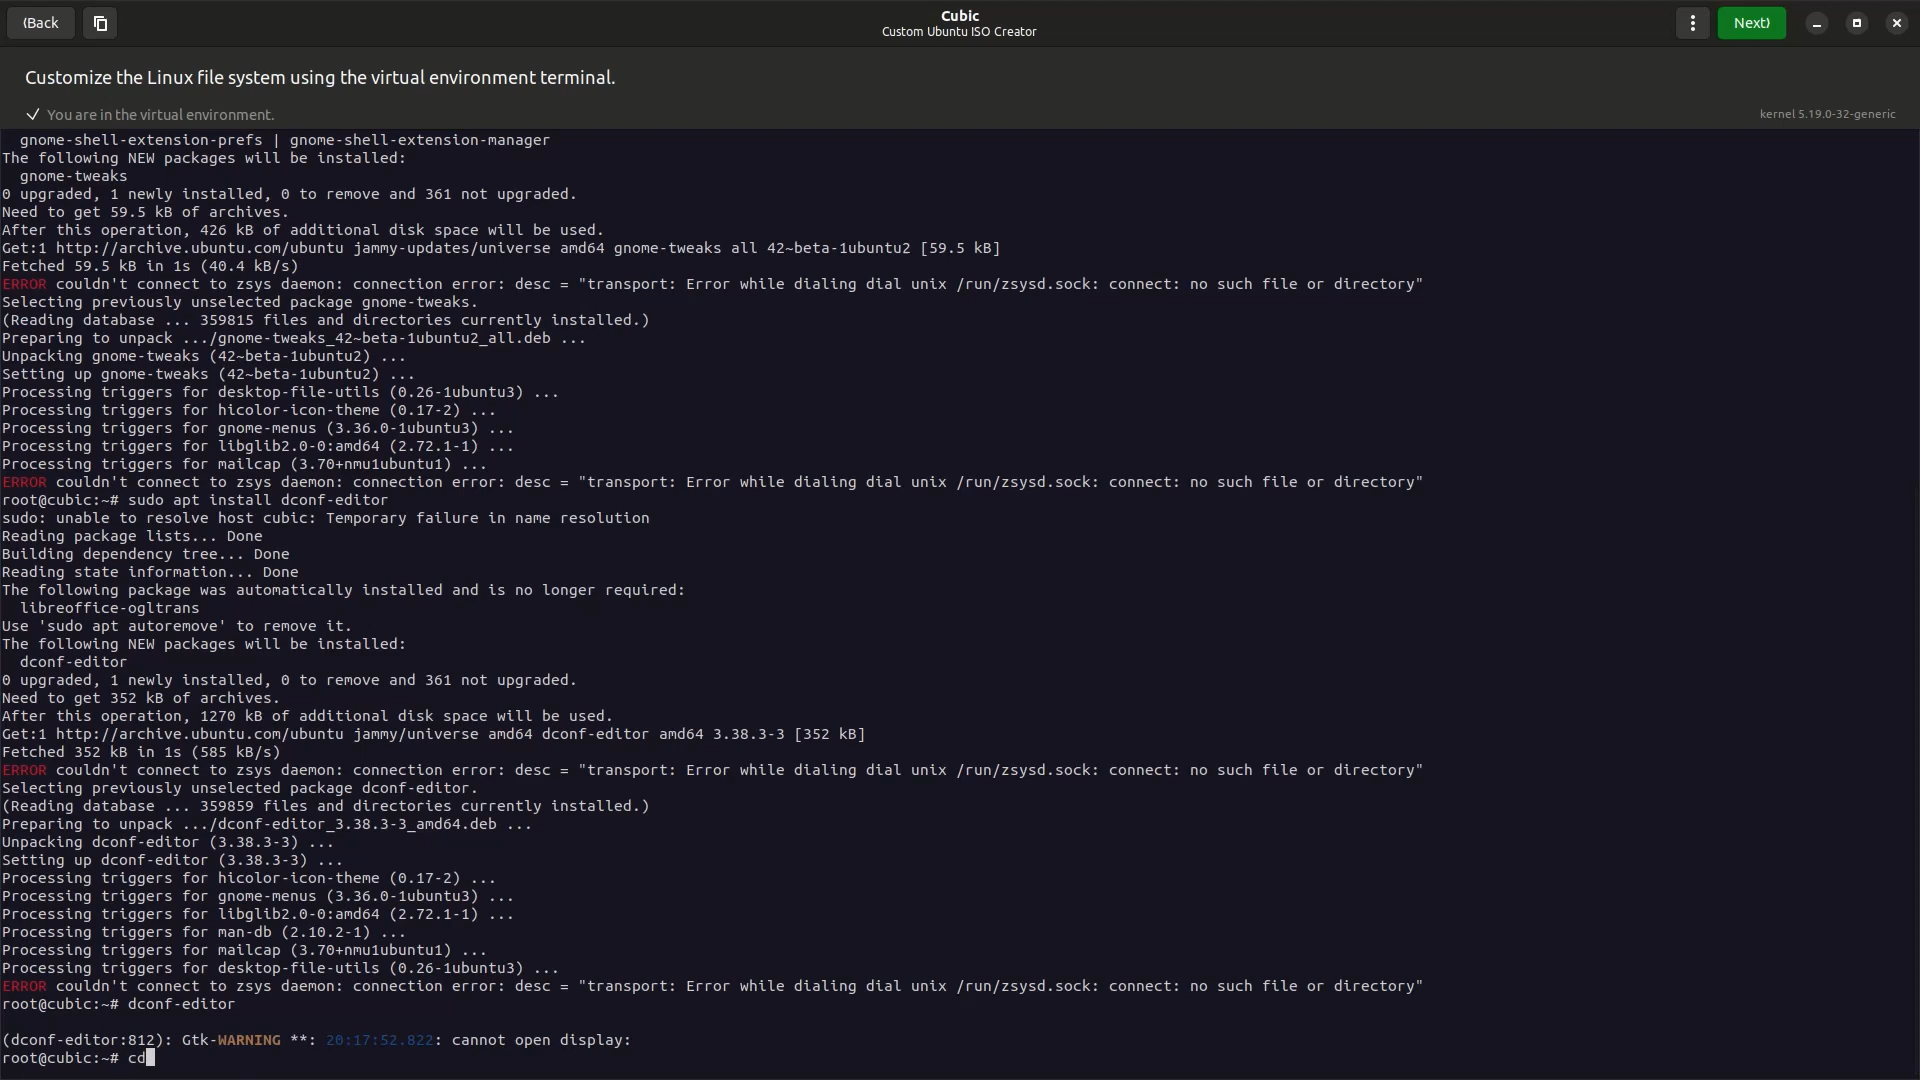 ⟨Back
Cubic
Custom Ubuntu ISO Creator
Next⟩
Customize the Linux file system using the virtual environment terminal.
✓ You are in the virtual environment.
kernel 5.19.0-32-generic
gnome-shell-extension-prefs | gnome-shell-extension-manager
The following NEW packages will be installed:
gnome-tweaks
0 upgraded, 1 newly installed, 0 to remove and 361 not upgraded.
Need to get 59.5 kB of archives.
After this operation, 426 kB of additional disk space will be used.
Get:1 http://archive.ubuntu.com/ubuntu jammy-updates/universe amd64 gnome-tweaks all 42~beta-1ubuntu2 [59.5 kB]
Fetched 59.5 kB in 1s (40.4 kB/s)
ERROR couldn't connect to zsys daemon: connection error: desc = "transport: Error while dialing dial unix /run/zsysd.sock: connect: no such file or directory"
Selecting previously unselected package gnome-tweaks.
(Reading database ... 359815 files and directories currently installed.)
Preparing to unpack .../gnome-tweaks_42~beta-1ubuntu2_all.deb ...
Unpacking gnome-tweaks (42~beta-1ubuntu2) ...
Setting up gnome-tweaks (42~beta-1ubuntu2) ...
Processing triggers for desktop-file-utils (0.26-1ubuntu3) ...
Processing triggers for hicolor-icon-theme (0.17-2) ...
Processing triggers for gnome-menus (3.36.0-1ubuntu3) ...
Processing triggers for libglib2.0-0:amd64 (2.72.1-1) ...
Processing triggers for mailcap (3.70+nmu1ubuntu1) ...
ERROR couldn't connect to zsys daemon: connection error: desc = "transport: Error while dialing dial unix /run/zsysd.sock: connect: no such file or directory"
root@cubic:~# sudo apt install dconf-editor
sudo: unable to resolve host cubic: Temporary failure in name resolution
Reading package lists... Done
Building dependency tree... Done
Reading state information... Done
The following package was automatically installed and is no longer required:
libreoffice-ogltrans
Use 'sudo apt autoremove' to remove it.
The following NEW packages will be installed:
dconf-editor
0 upgraded, 1 newly installed, 0 to remove and 361 not upgraded.
Need to get 352 kB of archives.
After this operation, 1270 kB of additional disk space will be used.
Get:1 http://archive.ubuntu.com/ubuntu jammy/universe amd64 dconf-editor amd64 3.38.3-3 [352 kB]
Fetched 352 kB in 1s (585 kB/s)
ERROR couldn't connect to zsys daemon: connection error: desc = "transport: Error while dialing dial unix /run/zsysd.sock: connect: no such file or directory"
Selecting previously unselected package dconf-editor.
(Reading database ... 359859 files and directories currently installed.)
Preparing to unpack .../dconf-editor_3.38.3-3_amd64.deb ...
Unpacking dconf-editor (3.38.3-3) ...
Setting up dconf-editor (3.38.3-3) ...
Processing triggers for hicolor-icon-theme (0.17-2) ...
Processing triggers for gnome-menus (3.36.0-1ubuntu3) ...
Processing triggers for libglib2.0-0:amd64 (2.72.1-1) ...
Processing triggers for man-db (2.10.2-1) ...
Processing triggers for mailcap (3.70+nmu1ubuntu1) ...
Processing triggers for desktop-file-utils (0.26-1ubuntu3) ...
ERROR couldn't connect to zsys daemon: connection error: desc = "transport: Error while dialing dial unix /run/zsysd.sock: connect: no such file or directory"
root@cubic:~# dconf-editor
(dconf-editor:812): Gtk-WARNING **: 20:17:52.822: cannot open display:
root@cubic:~# cd